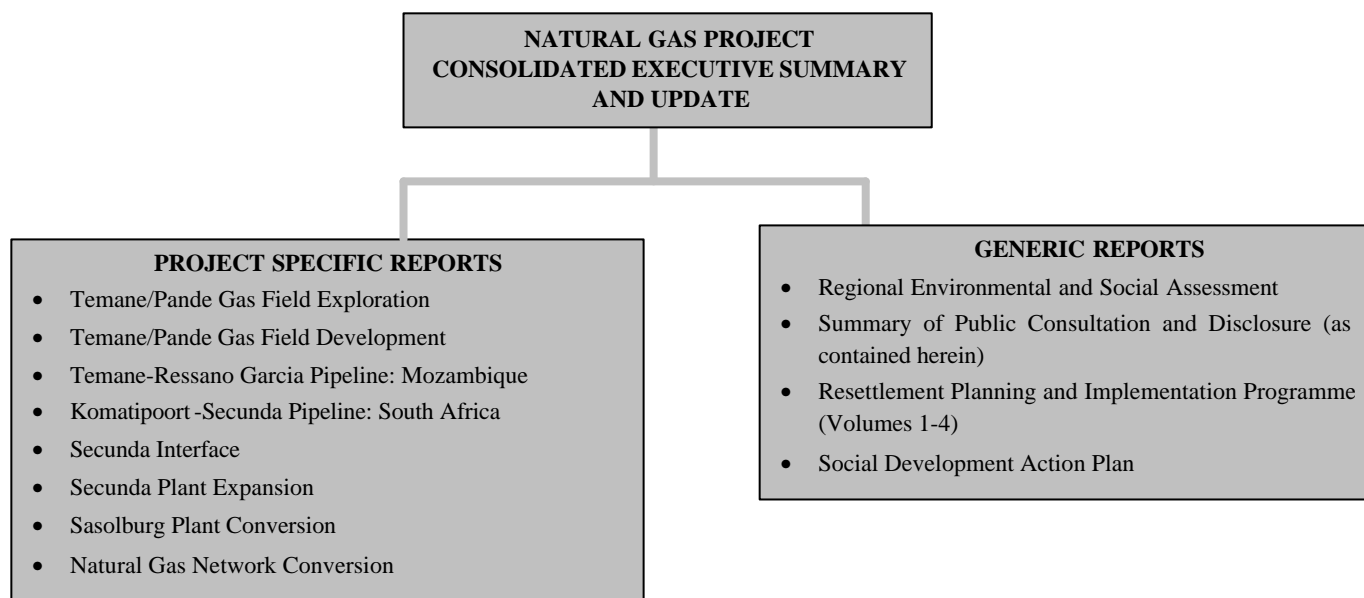 NATURAL GAS PROJECT
CONSOLIDATED EXECUTIVE SUMMARY
AND UPDATE
PROJECT SPECIFIC REPORTS
• Temane/Pande Gas Field Exploration
• Temane/Pande Gas Field Development
• Temane-Ressano Garcia Pipeline: Mozambique
• Komatipoort-Secunda Pipeline: South Africa
• Secunda Interface
• Secunda Plant Expansion
• Sasolburg Plant Conversion
• Natural Gas Network Conversion
GENERIC REPORTS
• Regional Environmental and Social Assessment
• Summary of Public Consultation and Disclosure (as
contained herein)
• Resettlement Planning and Implementation Programme
(Volumes 1-4)
• Social Development Action Plan